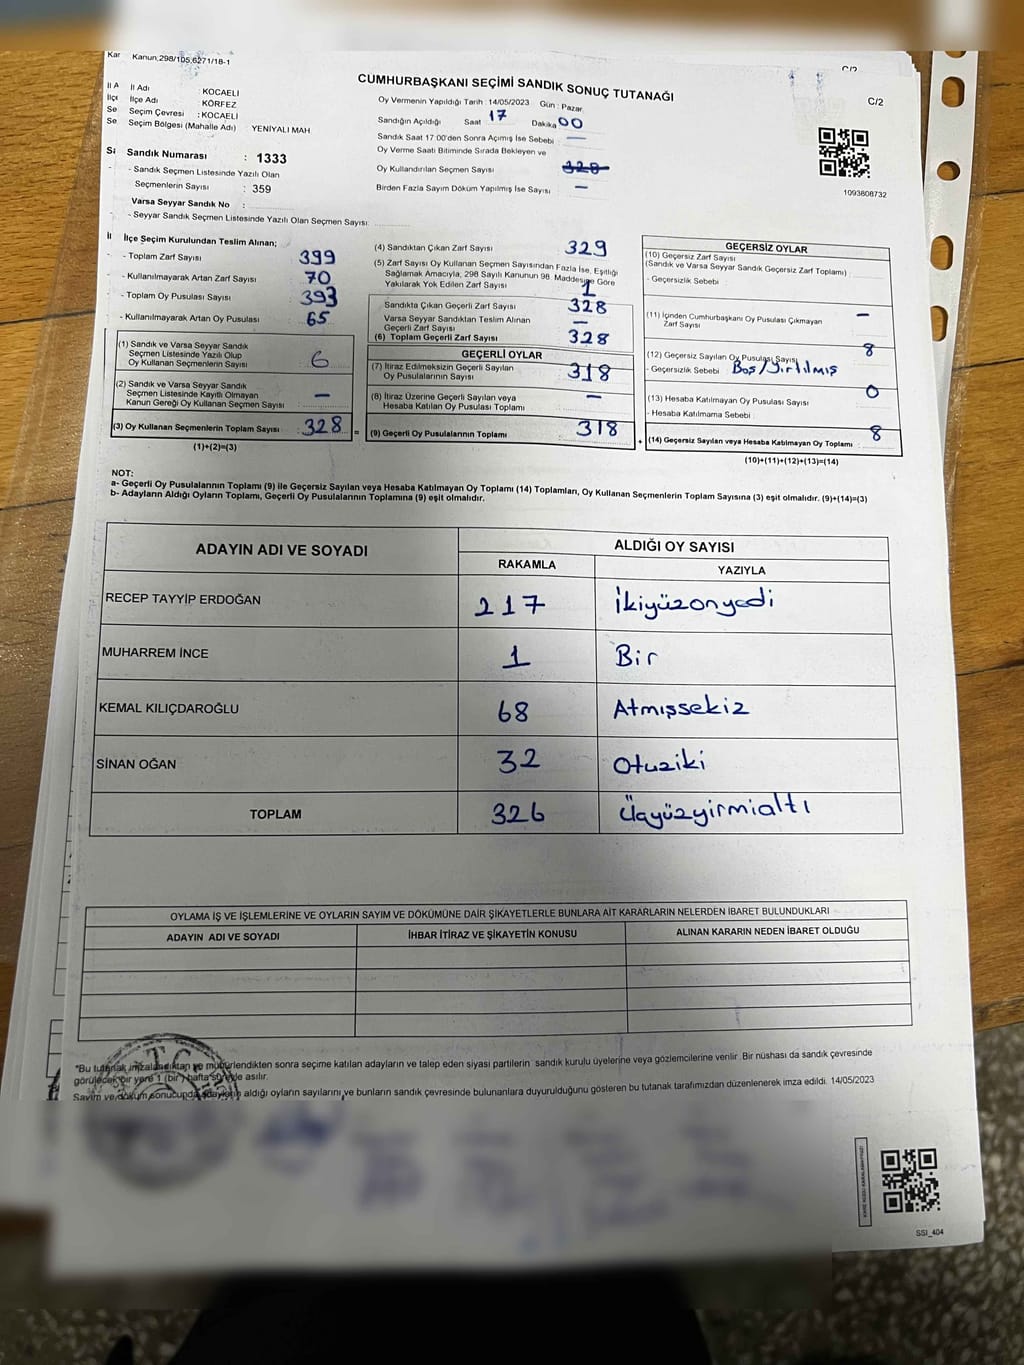 Kanun,298/105,6271/18-1
C/2
CUMHURBAŞKANI SEÇİMİ SANDIK SONUÇ TUTANAĞI
C/2
İl Adı : KOCAELİ
İlçe Adı : KÖRFEZ
Seçim Çevresi : KOCAELİ
Seçim Bölgesi (Mahalle Adı) YENİYALI MAH.
Sandık Numarası : 1333
- Sandık Seçmen Listesinde Yazılı Olan
Seçmenlerin Sayısı : 359
Varsa Seyyar Sandık No :
- Seyyar Sandık Seçmen Listesinde Yazılı Olan Seçmen Sayısı:
Oy Vermenin Yapıldığı Tarih : 14/05/2023 Gün : Pazar
Sandığın Açıldığı Saat 17 Dakika 00
Sandık Saat 17:00'den Sonra Açımış İse Sebebi —
Oy Verme Saati Bitiminde Sırada Bekleyen ve
Oy Kullandırılan Seçmen Sayısı 328
Birden Fazla Sayım Döküm Yapılmış İse Sayısı —
1093808732
İlçe Seçim Kurulundan Teslim Alınan;
- Toplam Zarf Sayısı : 399
- Kullanılmayarak Artan Zarf Sayısı : 70
- Toplam Oy Pusulası Sayısı : 393
- Kullanılmayarak Artan Oy Pusulası : 65
(1) Sandık ve Varsa Seyyar Sandık
Seçmen Listesinde Yazılı Olup
Oy Kullanan Seçmenlerin Sayısı 6
(2) Sandık ve Varsa Seyyar Sandık
Seçmen Listesinde Kayıtlı Olmayan
Kanun Gereği Oy Kullanan Seçmen Sayısı —
(3) Oy Kullanan Seçmenlerin Toplam Sayısı : 328 =
(1)+(2)=(3)
(4) Sandıktan Çıkan Zarf Sayısı 329
(5) Zarf Sayısı Oy Kullanan Seçmen Sayısından Fazla İse, Eşitliği
Sağlamak Amacıyla, 298 Sayılı Kanunun 98. Maddesine Göre
Yakılarak Yok Edilen Zarf Sayısı 1
Sandıkta Çıkan Geçerli Zarf Sayısı 328
Varsa Seyyar Sandıktan Teslim Alınan
Geçerli Zarf Sayısı —
(6) Toplam Geçerli Zarf Sayısı 328
GEÇERLİ OYLAR
(7) İtiraz Edilmeksizin Geçerli Sayılan
Oy Pusulalarının Sayısı 318
(8) İtiraz Üzerine Geçerli Sayılan veya
Hesaba Katılan Oy Pusulası Toplamı —
(9) Geçerli Oy Pusulalarının Toplamı 318 +
GEÇERSİZ OYLAR
(10) Geçersiz Zarf Sayısı
(Sandık ve Varsa Seyyar Sandık Geçersiz Zarf Toplamı)
- Geçersizlik Sebebi
(11) İçinden Cumhurbaşkanı Oy Pusulası Çıkmayan —
Zarf Sayısı
(12) Geçersiz Sayılan Oy Pusulası Sayısı 8
- Geçersizlik Sebebi Boş/Yırtılmış
(13) Hesaba Katılmayan Oy Pusulası Sayısı 0
- Hesaba Katılmama Sebebi
(14) Geçersiz Sayılan veya Hesaba Katılmayan Oy Toplamı 8
(10)+(11)+(12)+(13)=(14)
NOT:
a- Geçerli Oy Pusulalarının Toplamı (9) ile Geçersiz Sayılan veya Hesaba Katılmayan Oy Toplamı (14) Toplamları, Oy Kullanan Seçmenlerin Toplam Sayısına (3) eşit olmalıdır. (9)+(14)=(3)
b- Adayların Aldığı Oyların Toplamı, Geçerli Oy Pusulalarının Toplamına (9) eşit olmalıdır.
ADAYIN ADI VE SOYADI ALDIĞI OY SAYISI
RAKAMLA YAZIYLA
RECEP TAYYİP ERDOĞAN 217 İkiyüzonyedi
MUHARREM İNCE 1 Bir
KEMAL KILIÇDAROĞLU 68 Atmışsekiz
SİNAN OĞAN 32 Otuziki
TOPLAM 326 Üçyüzyirmialtı
OYLAMA İŞ VE İŞLEMLERİNE VE OYLARIN SAYIM VE DÖKÜMÜNE DAİR ŞİKAYETLERLE BUNLARA AİT KARARLARIN NELERDEN İBARET BULUNDUKLARI
ADAYIN ADI VE SOYADI İHBAR İTİRAZ VE ŞİKAYETİN KONUSU ALINAN KARARIN NEDEN İBARET OLDUĞU
T.C.
*Bu tutanak imzalandıktan ve mühürlendikten sonra seçime katılan adayların ve talep eden siyasi partilerin sandık kurulu üyelerine veya gözlemcilerine verilir. Bir nüshası da sandık çevresinde
görülecek bir yere 1 (bir) hafta süreyle asılır.
Sayım ve döküm sonucunda adayların aldığı oyların sayılarını ve bunların sandık çevresinde bulunanlara duyurulduğunu gösteren bu tutanak tarafımızdan düzenlenerek imza edildi. 14/05/2023
SSI_404